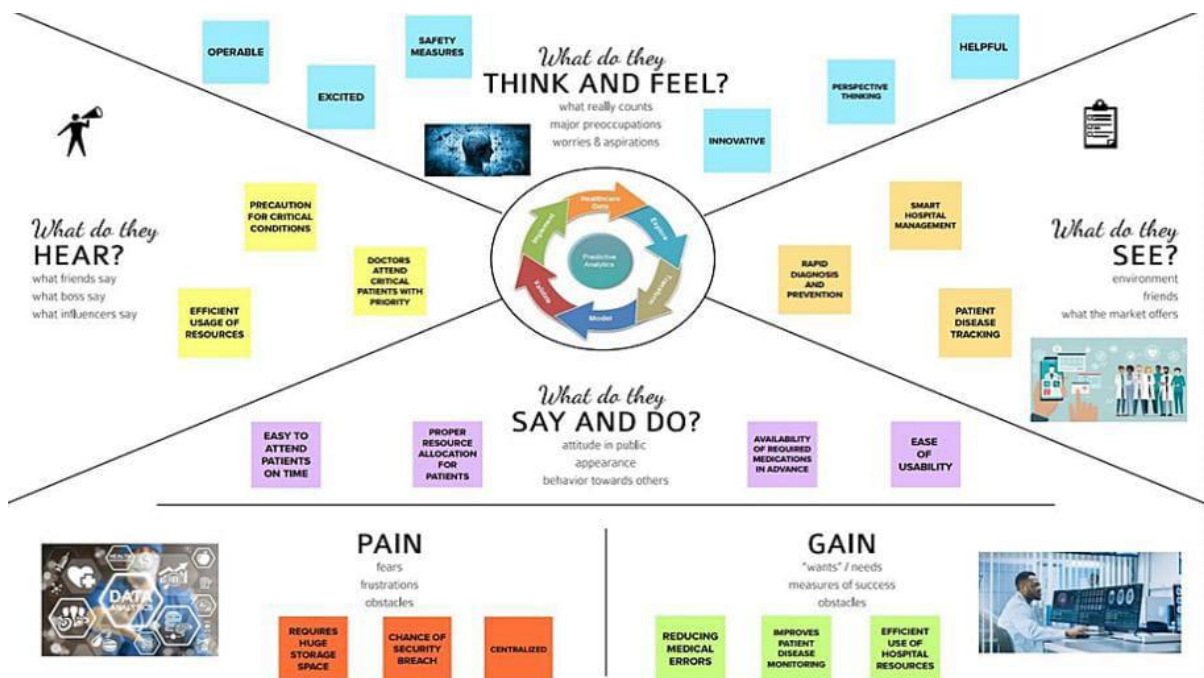 What do they
THINK AND FEEL?
what really counts
major preoccupations
worries & aspirations
OPERABLE
EXCITED
SAFETY
MEASURES
INNOVATIVE
PERSPECTIVE
THINKING
HELPFUL
What do they
HEAR?
what friends say
what boss say
what influencers say
PRECAUTION
FOR CRITICAL
CONDITIONS
DOCTORS
ATTEND
CRITICAL
PATIENTS WITH
PRIORITY
EFFICIENT
USAGE OF
RESOURCES
Healthcare
Data
Explore
Model
Validate
Implement
Predictive
Analytics
What do they
SEE?
environment
friends
what the market offers
SMART
HOSPITAL
MANAGEMENT
RAPID
DIAGNOSIS
AND
PREVENTION
PATIENT
DISEASE
TRACKING
What do they
SAY AND DO?
attitude in public
appearance
behavior towards others
EASY TO
ATTEND
PATIENTS
ON TIME
PROPER
RESOURCE
ALLOCATION
FOR
PATIENTS
AVAILABILITY
OF REQUIRED
MEDICATIONS
IN ADVANCE
EASE
OF
USABILITY
PAIN
fears
frustrations
obstacles
DATA
ANALYTICS
REQUIRES
HUGE
STORAGE
SPACE
CHANCE OF
SECURITY
BREACH
CENTRALIZED
GAIN
"wants" / needs
measures of success
obstacles
REDUCING
MEDICAL
ERRORS
IMPROVES
PATIENT
DISEASE
MONITORING
EFFICIENT
USE OF
HOSPITAL
RESOURCES